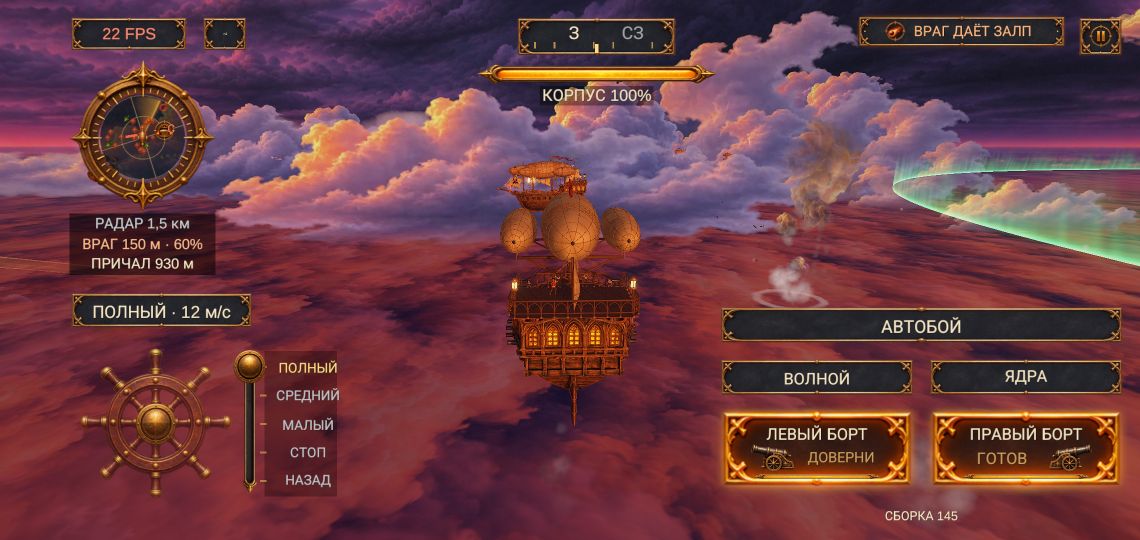 22 FPS
З
СЗ
ВРАГ ДАЁТ ЗАЛП
КОРПУС 100%
РАДАР 1,5 км
ВРАГ 150 м · 60%
ПРИЧАЛ 930 м
ПОЛНЫЙ · 12 м/с
ПОЛНЫЙ
СРЕДНИЙ
МАЛЫЙ
СТОП
НАЗАД
АВТОБОЙ
ВОЛНОЙ
ЯДРА
ЛЕВЫЙ БОРТ
ДОВЕРНИ
ПРАВЫЙ БОРТ
ГОТОВ
СБОРКА 145